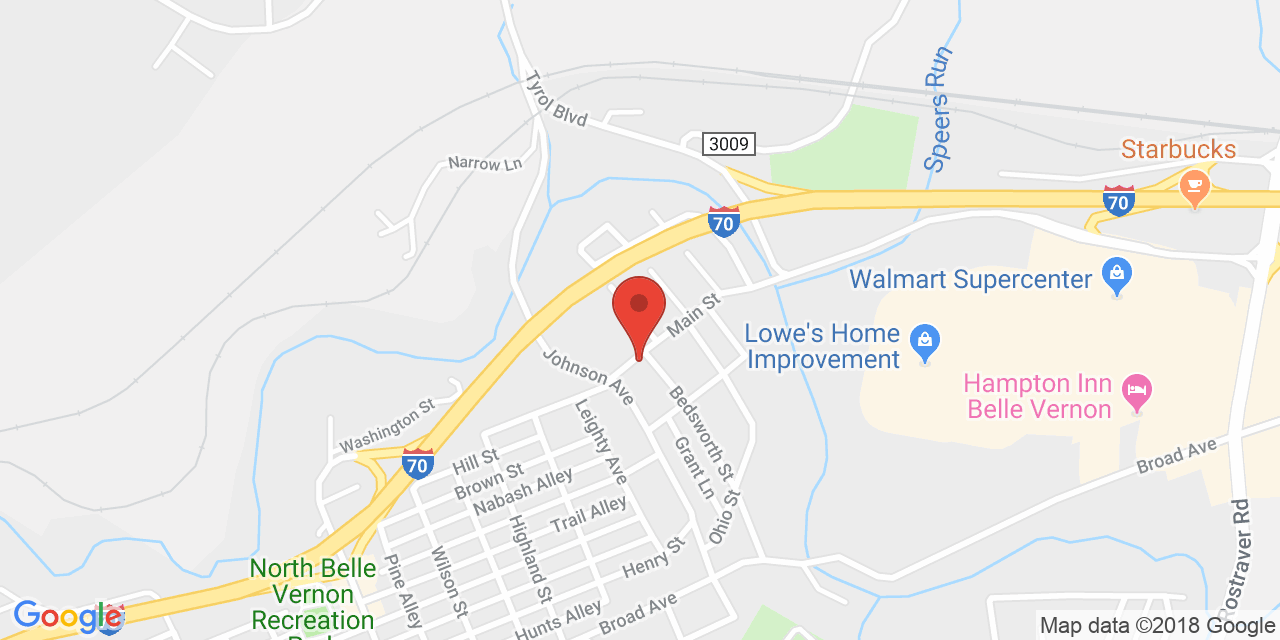 Tyrol Blvd
Speers Run
3009
Starbucks
Narrow Ln
70
70
Walmart Supercenter
Main St
Lowe's Home
Improvement
Johnson Ave
Hampton Inn
Belle Vernon
Bedsworth St
Washington St
Leighty Ave
Grant Ln
Broad Ave
Hill St
70
Brown St
Nabash Alley
Ohio St
Trail Alley
Highland St
Henry St
Wilson St
Pine Alley
North Belle
Vernon
Recreation
Hunts Alley
Broad Ave
Rd
Google
Map data ©2018 Google